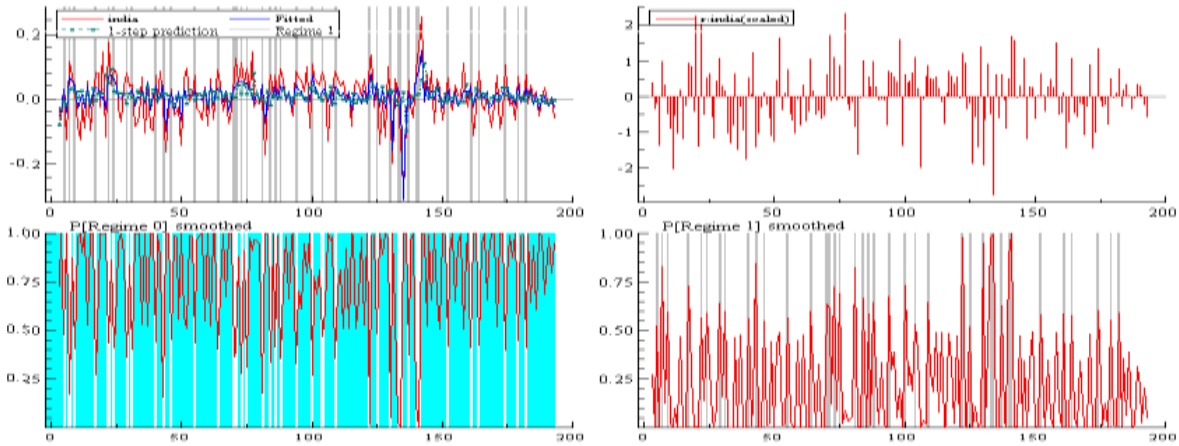 india Fitted
1-step prediction Regime 1
r:india(scaled)
0.2
0.0
-0.2
0 50 100 150 200
2
1
0
-1
-2
0 50 100 150 200
P[Regime 0] smoothed
1.00
0.75
0.50
0.25
0 50 100 150 200
P[Regime 1] smoothed
1.00
0.75
0.50
0.25
0 50 100 150 200